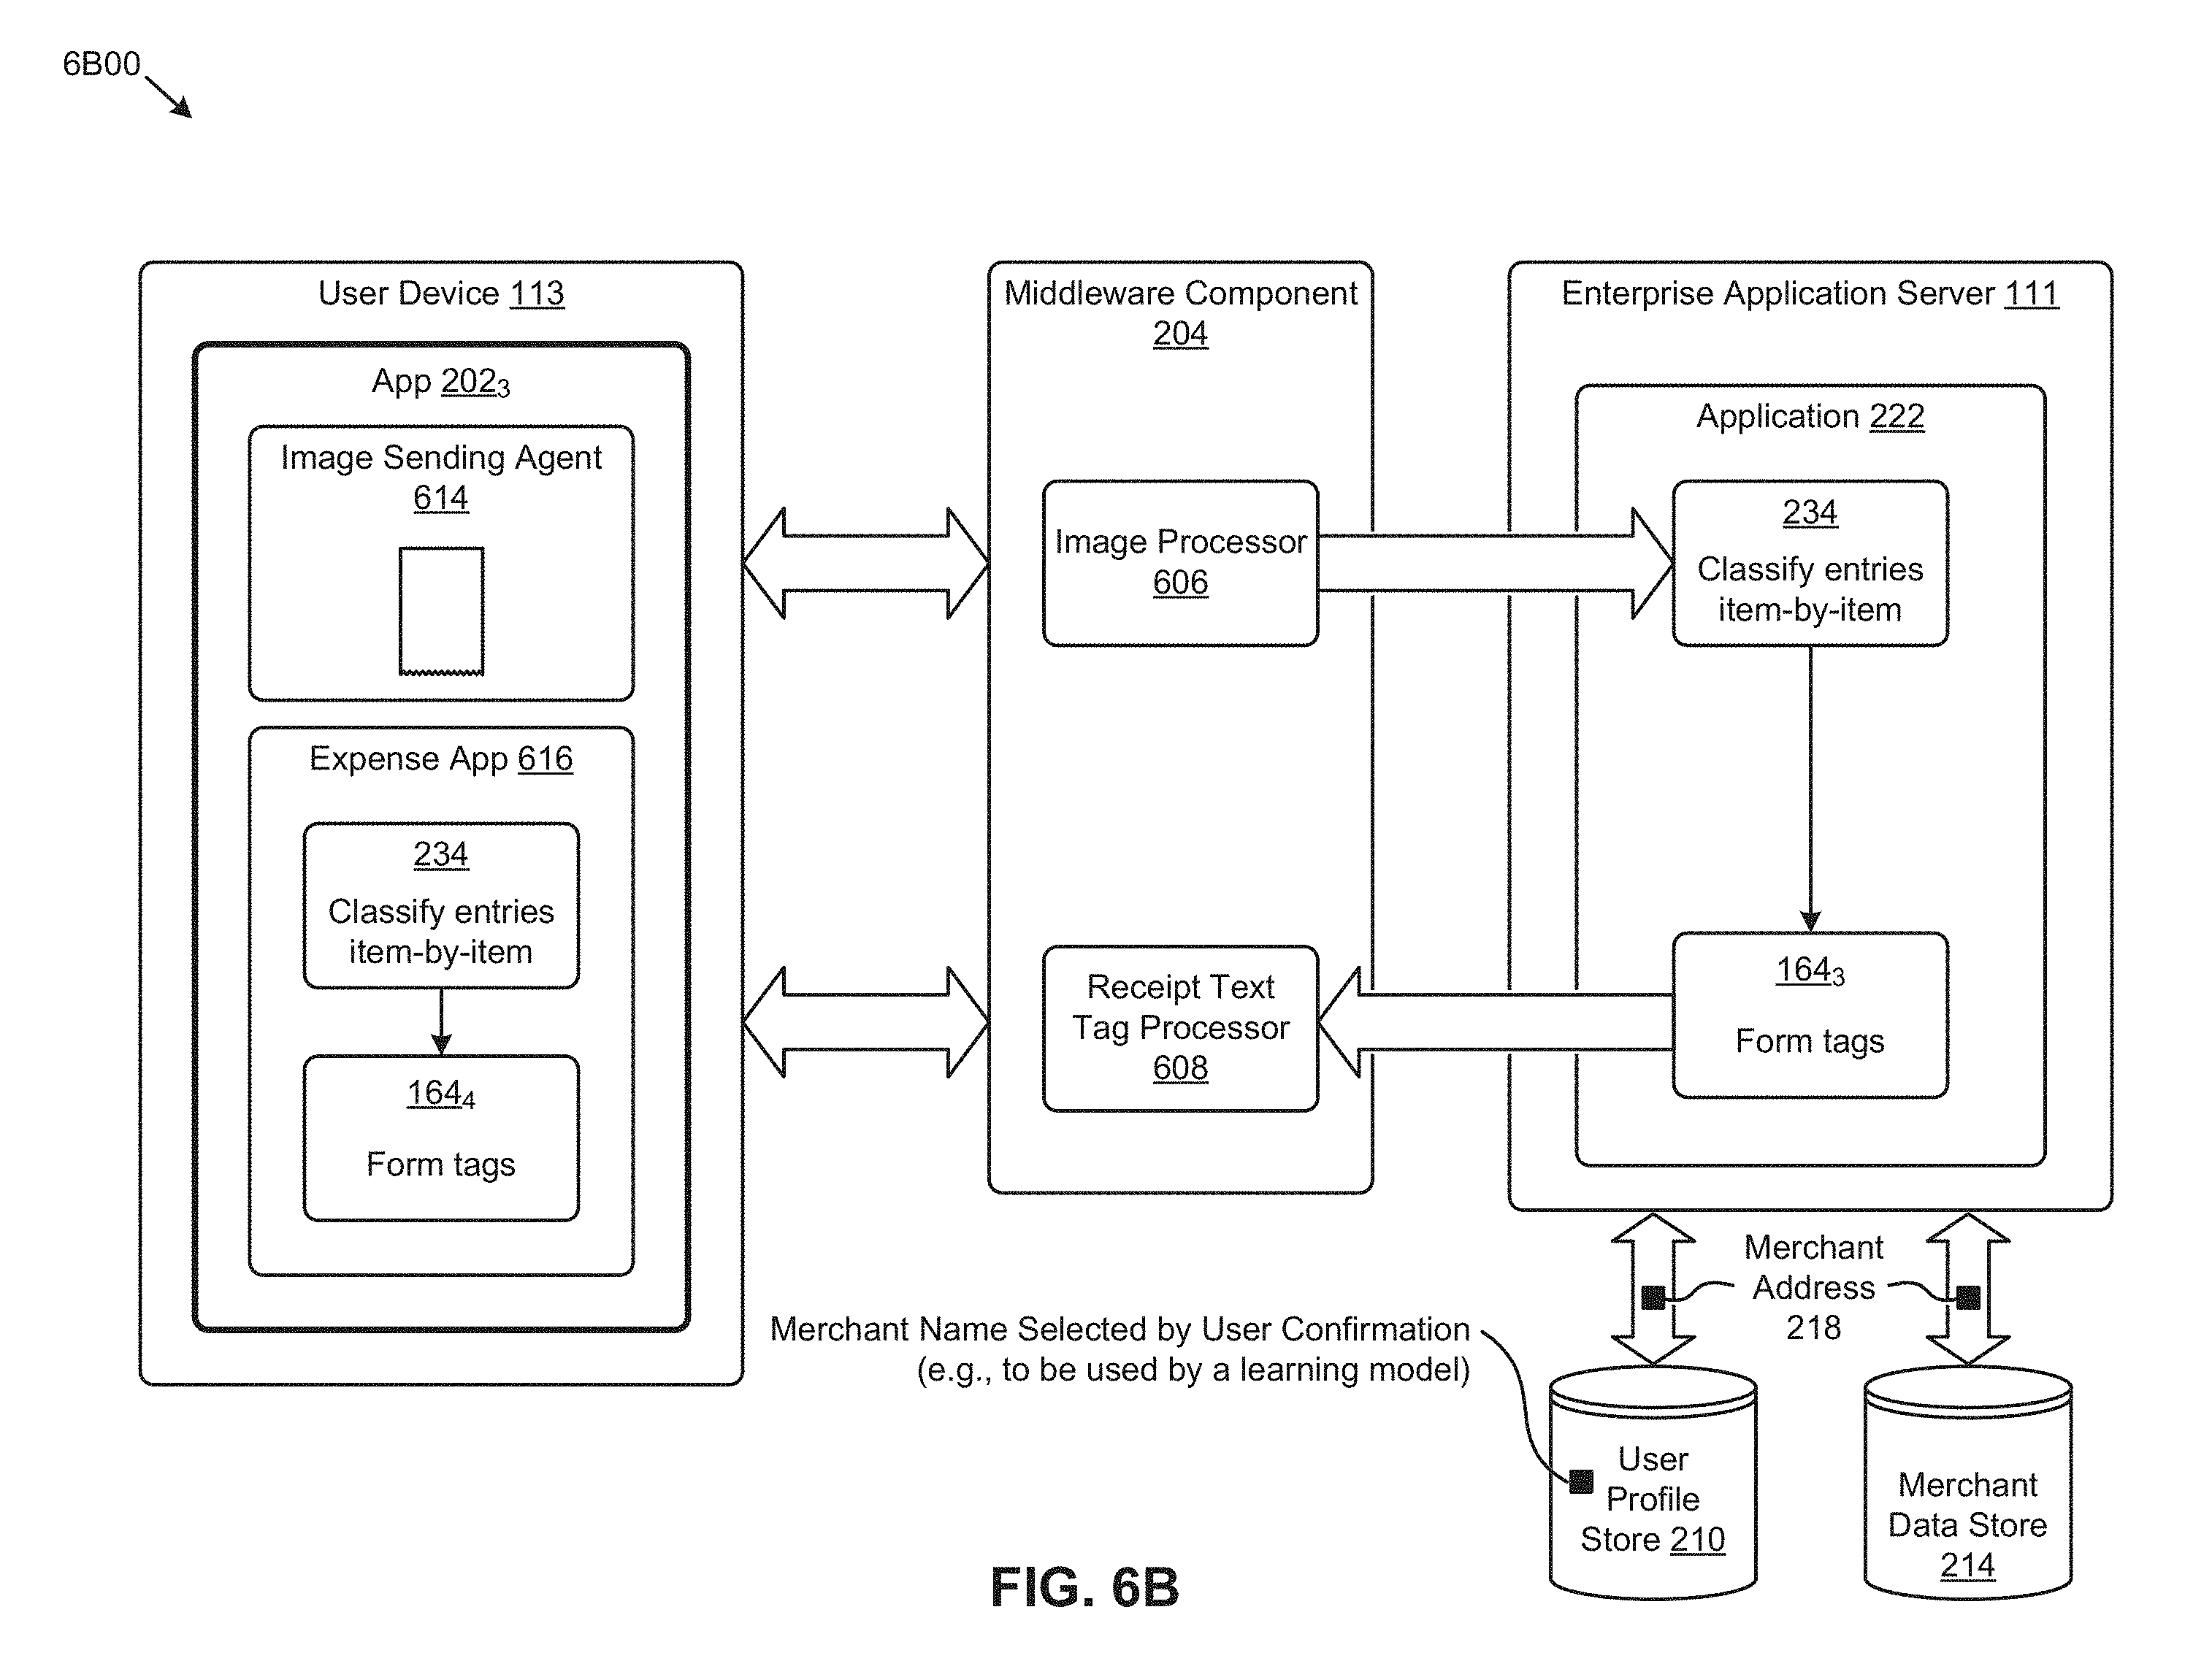 6B00
User Device 113
App 202₃
Image Sending Agent
614
Expense App 616
234
Classify entries
item-by-item
164₄
Form tags
Middleware Component
204
Image Processor
606
Receipt Text
Tag Processor
608
Enterprise Application Server 111
Application 222
234
Classify entries
item-by-item
164₃
Form tags
Merchant
Address
218
Merchant Name Selected by User Confirmation
(e.g., to be used by a learning model)
User
Profile
Store 210
Merchant
Data Store
214
FIG. 6B